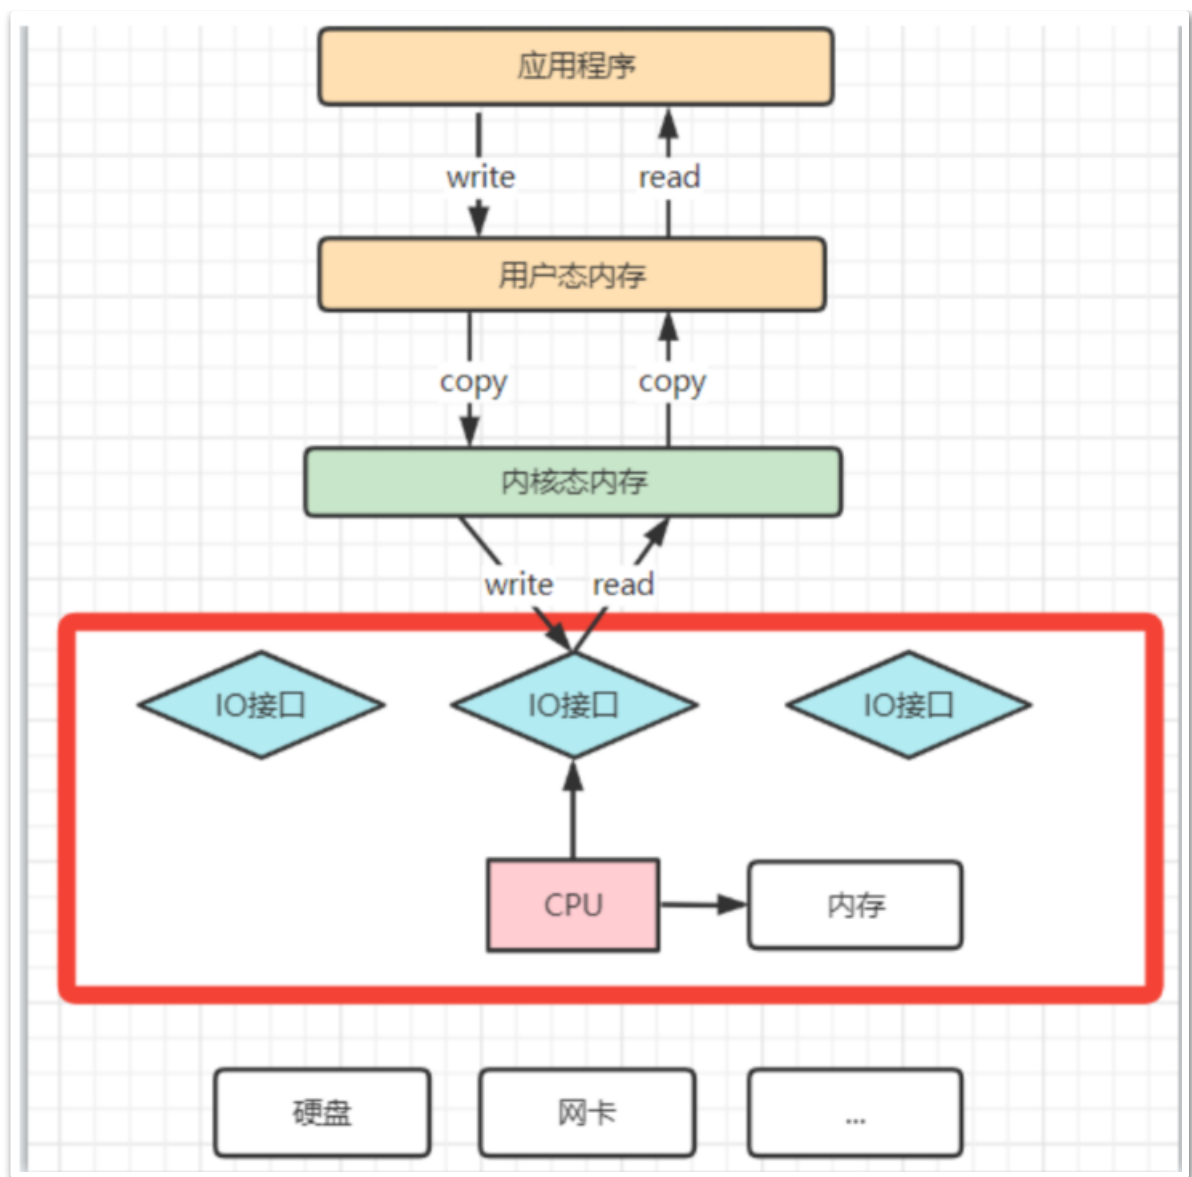 应用程序
write
read
用户态内存
copy
copy
内核态内存
write
read
IO接口
IO接口
IO接口
CPU
内存
硬盘
网卡
...